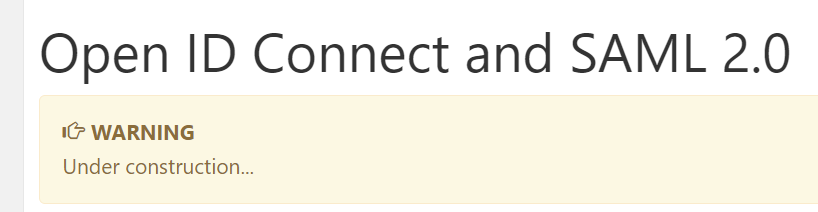 Open ID Connect and SAML 2.0
WARNING
Under construction...